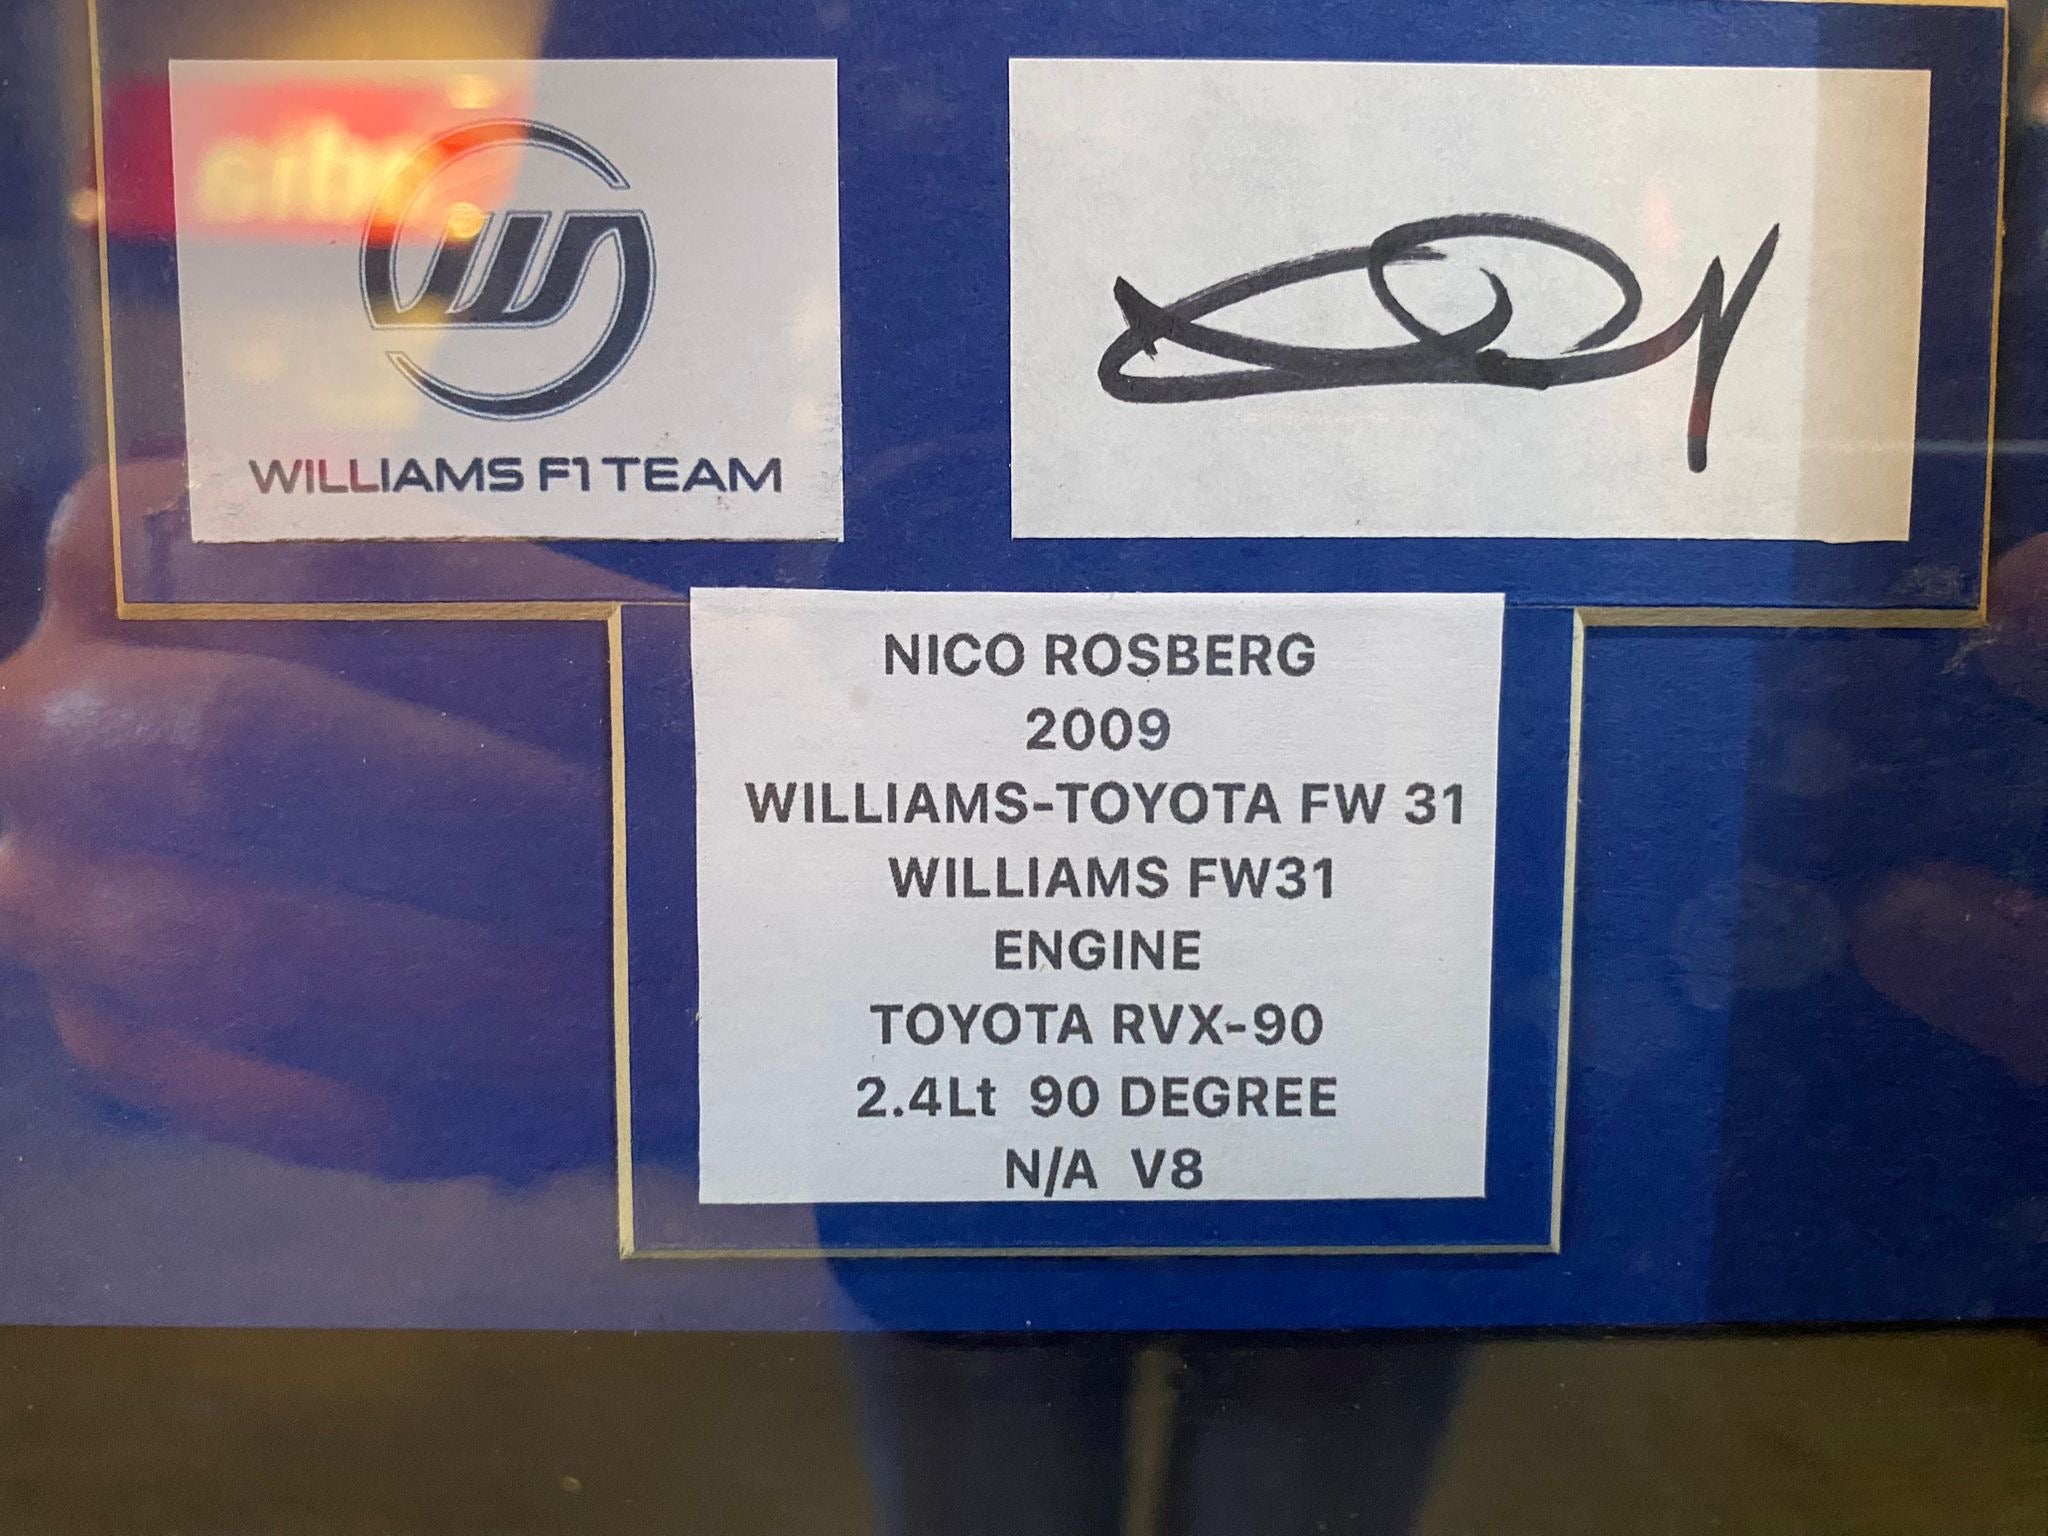 WILLIAMS F1 TEAM
NICO ROSBERG
2009
WILLIAMS-TOYOTA FW 31
WILLIAMS FW31
ENGINE
TOYOTA RVX-90
2.4Lt 90 DEGREE
N/A V8